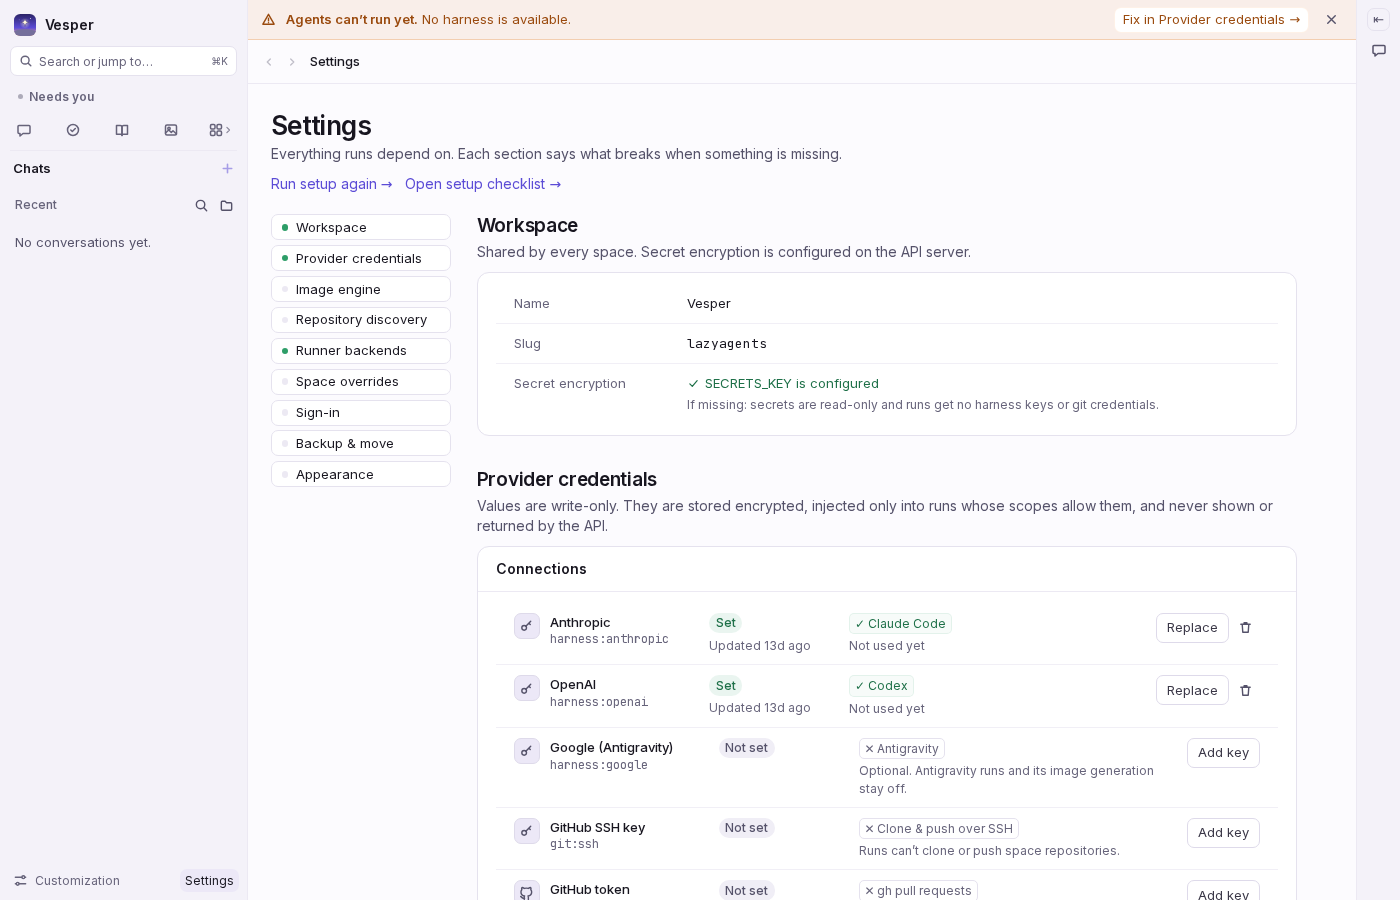 Vesper
Search or jump to… ⌘K
Needs you
Chats
Recent
No conversations yet.
Customization
Settings
Agents can’t run yet. No harness is available.
Fix in Provider credentials →
Settings
Settings
Everything runs depend on. Each section says what breaks when something is missing.
Run setup again → Open setup checklist →
Workspace
Provider credentials
Image engine
Repository discovery
Runner backends
Space overrides
Sign-in
Backup & move
Appearance
Workspace
Shared by every space. Secret encryption is configured on the API server.
Name Vesper
Slug lazyagents
Secret encryption ✓ SECRETS_KEY is configured
If missing: secrets are read-only and runs get no harness keys or git credentials.
Provider credentials
Values are write-only. They are stored encrypted, injected only into runs whose scopes allow them, and never shown or
returned by the API.
Connections
Anthropic Set ✓ Claude Code Replace
harness:anthropic Updated 13d ago Not used yet
OpenAI Set ✓ Codex Replace
harness:openai Updated 13d ago Not used yet
Google (Antigravity) Not set ✕ Antigravity Add key
harness:google Optional. Antigravity runs and its image generation
stay off.
GitHub SSH key Not set ✕ Clone & push over SSH Add key
git:ssh Runs can’t clone or push space repositories.
GitHub token Not set ✕ gh pull requests Add key